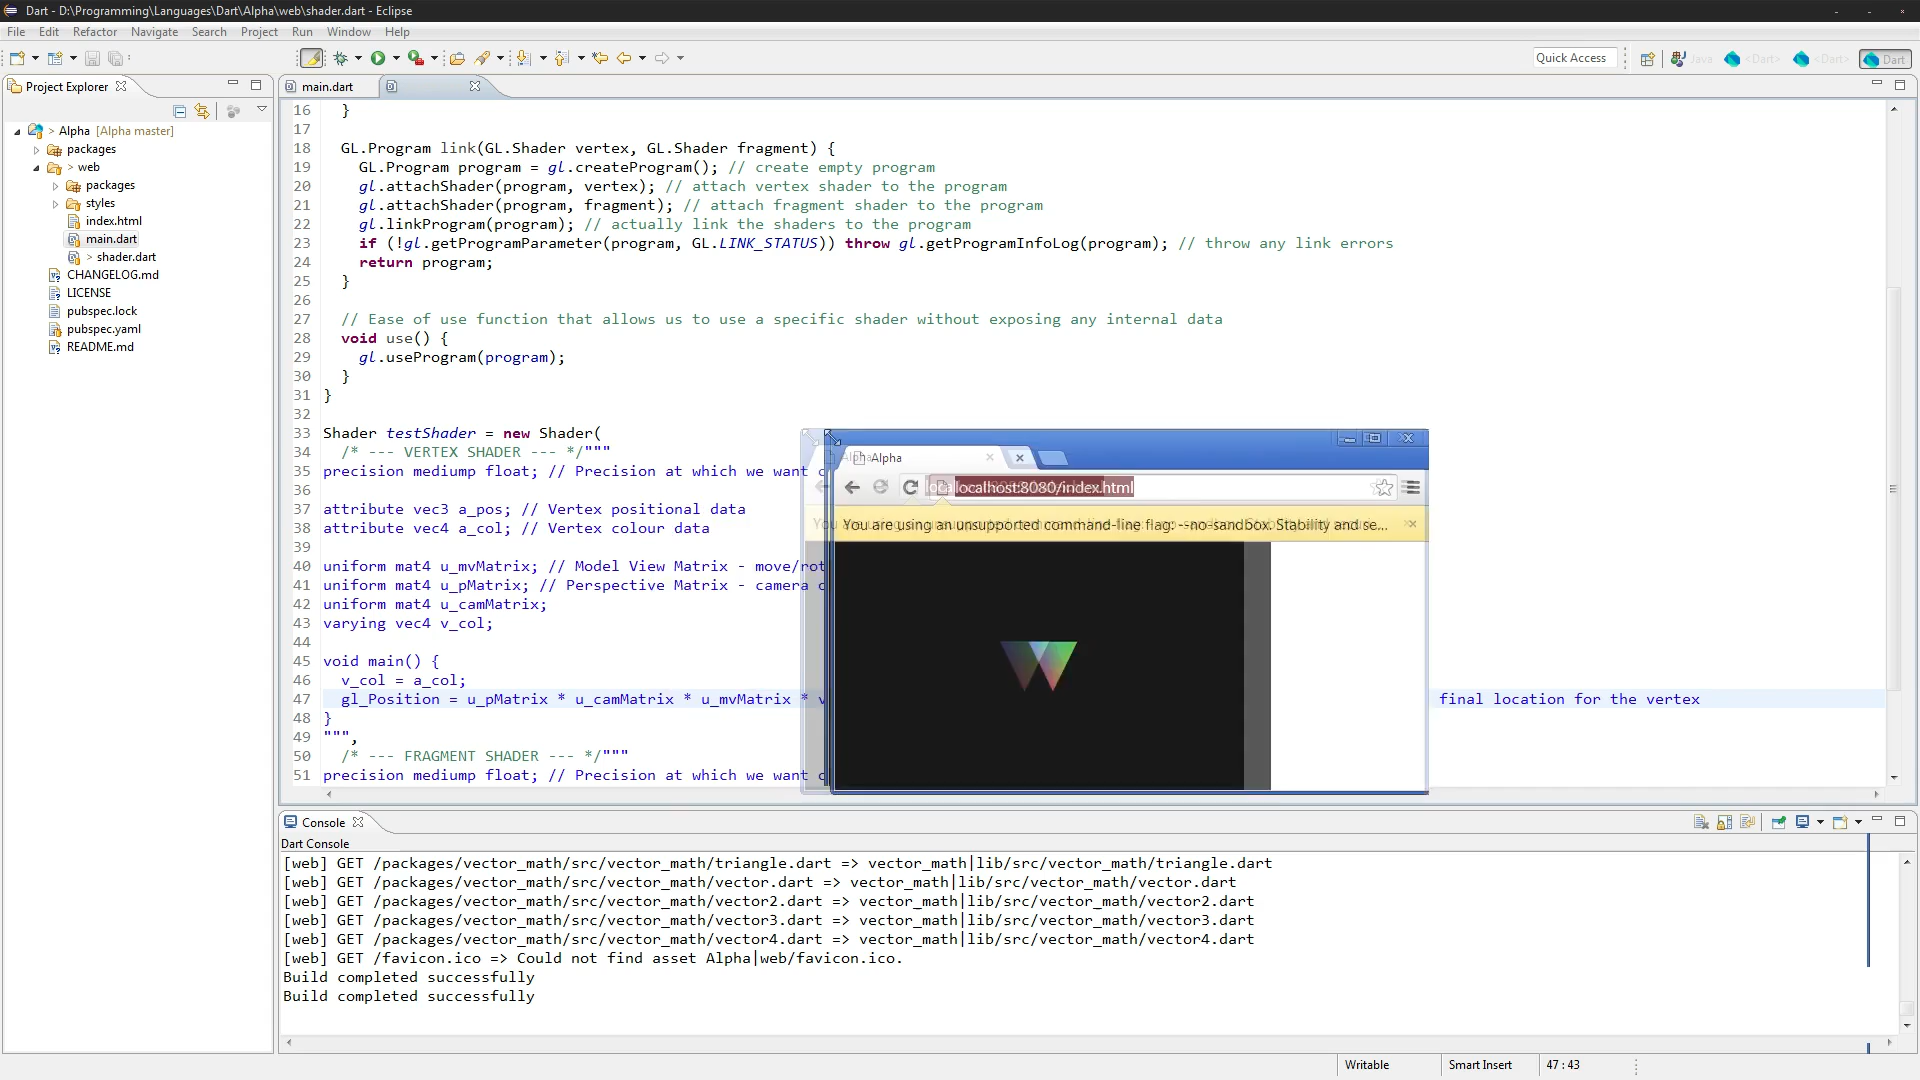 Dart - D:\Programming\Languages\Dart\Alpha\web\shader.dart - Eclipse
File Edit Refactor Navigate Search Project Run Window Help
Quick Access
Java
<Dart>
<Dart>
Dart
Project Explorer
main.dart
> Alpha [Alpha master]
packages
> web
packages
styles
index.html
main.dart
> shader.dart
CHANGELOG.md
LICENSE
pubspec.lock
pubspec.yaml
README.md
16 }
17
18 GL.Program link(GL.Shader vertex, GL.Shader fragment) {
19 GL.Program program = gl.createProgram(); // create empty program
20 gl.attachShader(program, vertex); // attach vertex shader to the program
21 gl.attachShader(program, fragment); // attach fragment shader to the program
22 gl.linkProgram(program); // actually link the shaders to the program
23 if (!gl.getProgramParameter(program, GL.LINK_STATUS)) throw gl.getProgramInfoLog(program); // throw any link errors
24 return program;
25 }
26
27 // Ease of use function that allows us to use a specific shader without exposing any internal data
28 void use() {
29 gl.useProgram(program);
30 }
31 }
32
33 Shader testShader = new Shader(
34 /* --- VERTEX SHADER --- */"""
35 precision mediump float; // Precision at which we want
36
37 attribute vec3 a_pos; // Vertex positional data
38 attribute vec4 a_col; // Vertex colour data
39
40 uniform mat4 u_mvMatrix; // Model View Matrix - move/rot
41 uniform mat4 u_pMatrix; // Perspective Matrix - camera
42 uniform mat4 u_camMatrix;
43 varying vec4 v_col;
44
45 void main() {
46 v_col = a_col;
47 gl_Position = u_pMatrix * u_camMatrix * u_mvMatrix * v final location for the vertex
48 }
49 """,
50 /* --- FRAGMENT SHADER --- */"""
51 precision mediump float; // Precision at which we want
Alpha
localhost:8080/index.html
You are using an unsupported command-line flag: --no-sandbox. Stability and se...
Console
Dart Console
[web] GET /packages/vector_math/src/vector_math/triangle.dart => vector_math|lib/src/vector_math/triangle.dart
[web] GET /packages/vector_math/src/vector_math/vector.dart => vector_math|lib/src/vector_math/vector.dart
[web] GET /packages/vector_math/src/vector_math/vector2.dart => vector_math|lib/src/vector_math/vector2.dart
[web] GET /packages/vector_math/src/vector_math/vector3.dart => vector_math|lib/src/vector_math/vector3.dart
[web] GET /packages/vector_math/src/vector_math/vector4.dart => vector_math|lib/src/vector_math/vector4.dart
[web] GET /favicon.ico => Could not find asset Alpha|web/favicon.ico.
Build completed successfully
Build completed successfully
Writable
Smart Insert
47 : 43